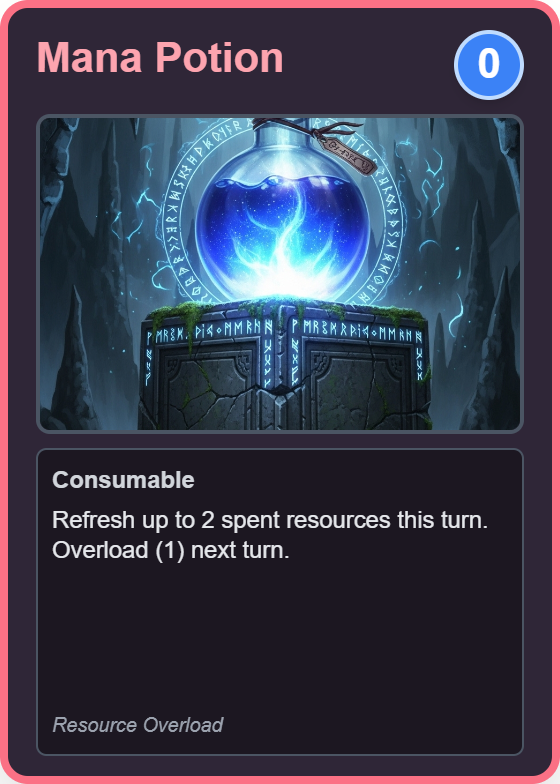 Mana Potion
0
Consumable
Refresh up to 2 spent resources this turn.
Overload (1) next turn.
Resource Overload